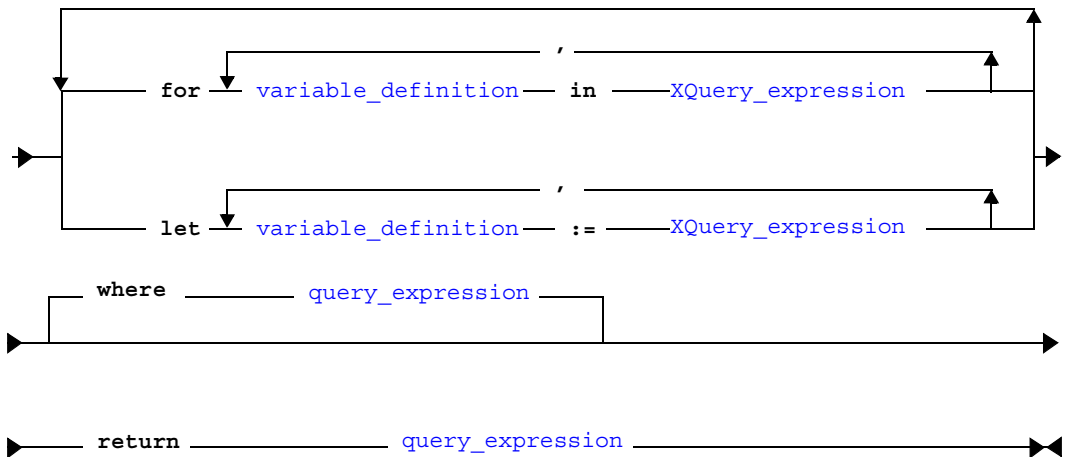 ,
for variable_definition in XQuery_expression
,
let variable_definition := XQuery_expression
where query_expression
return query_expression